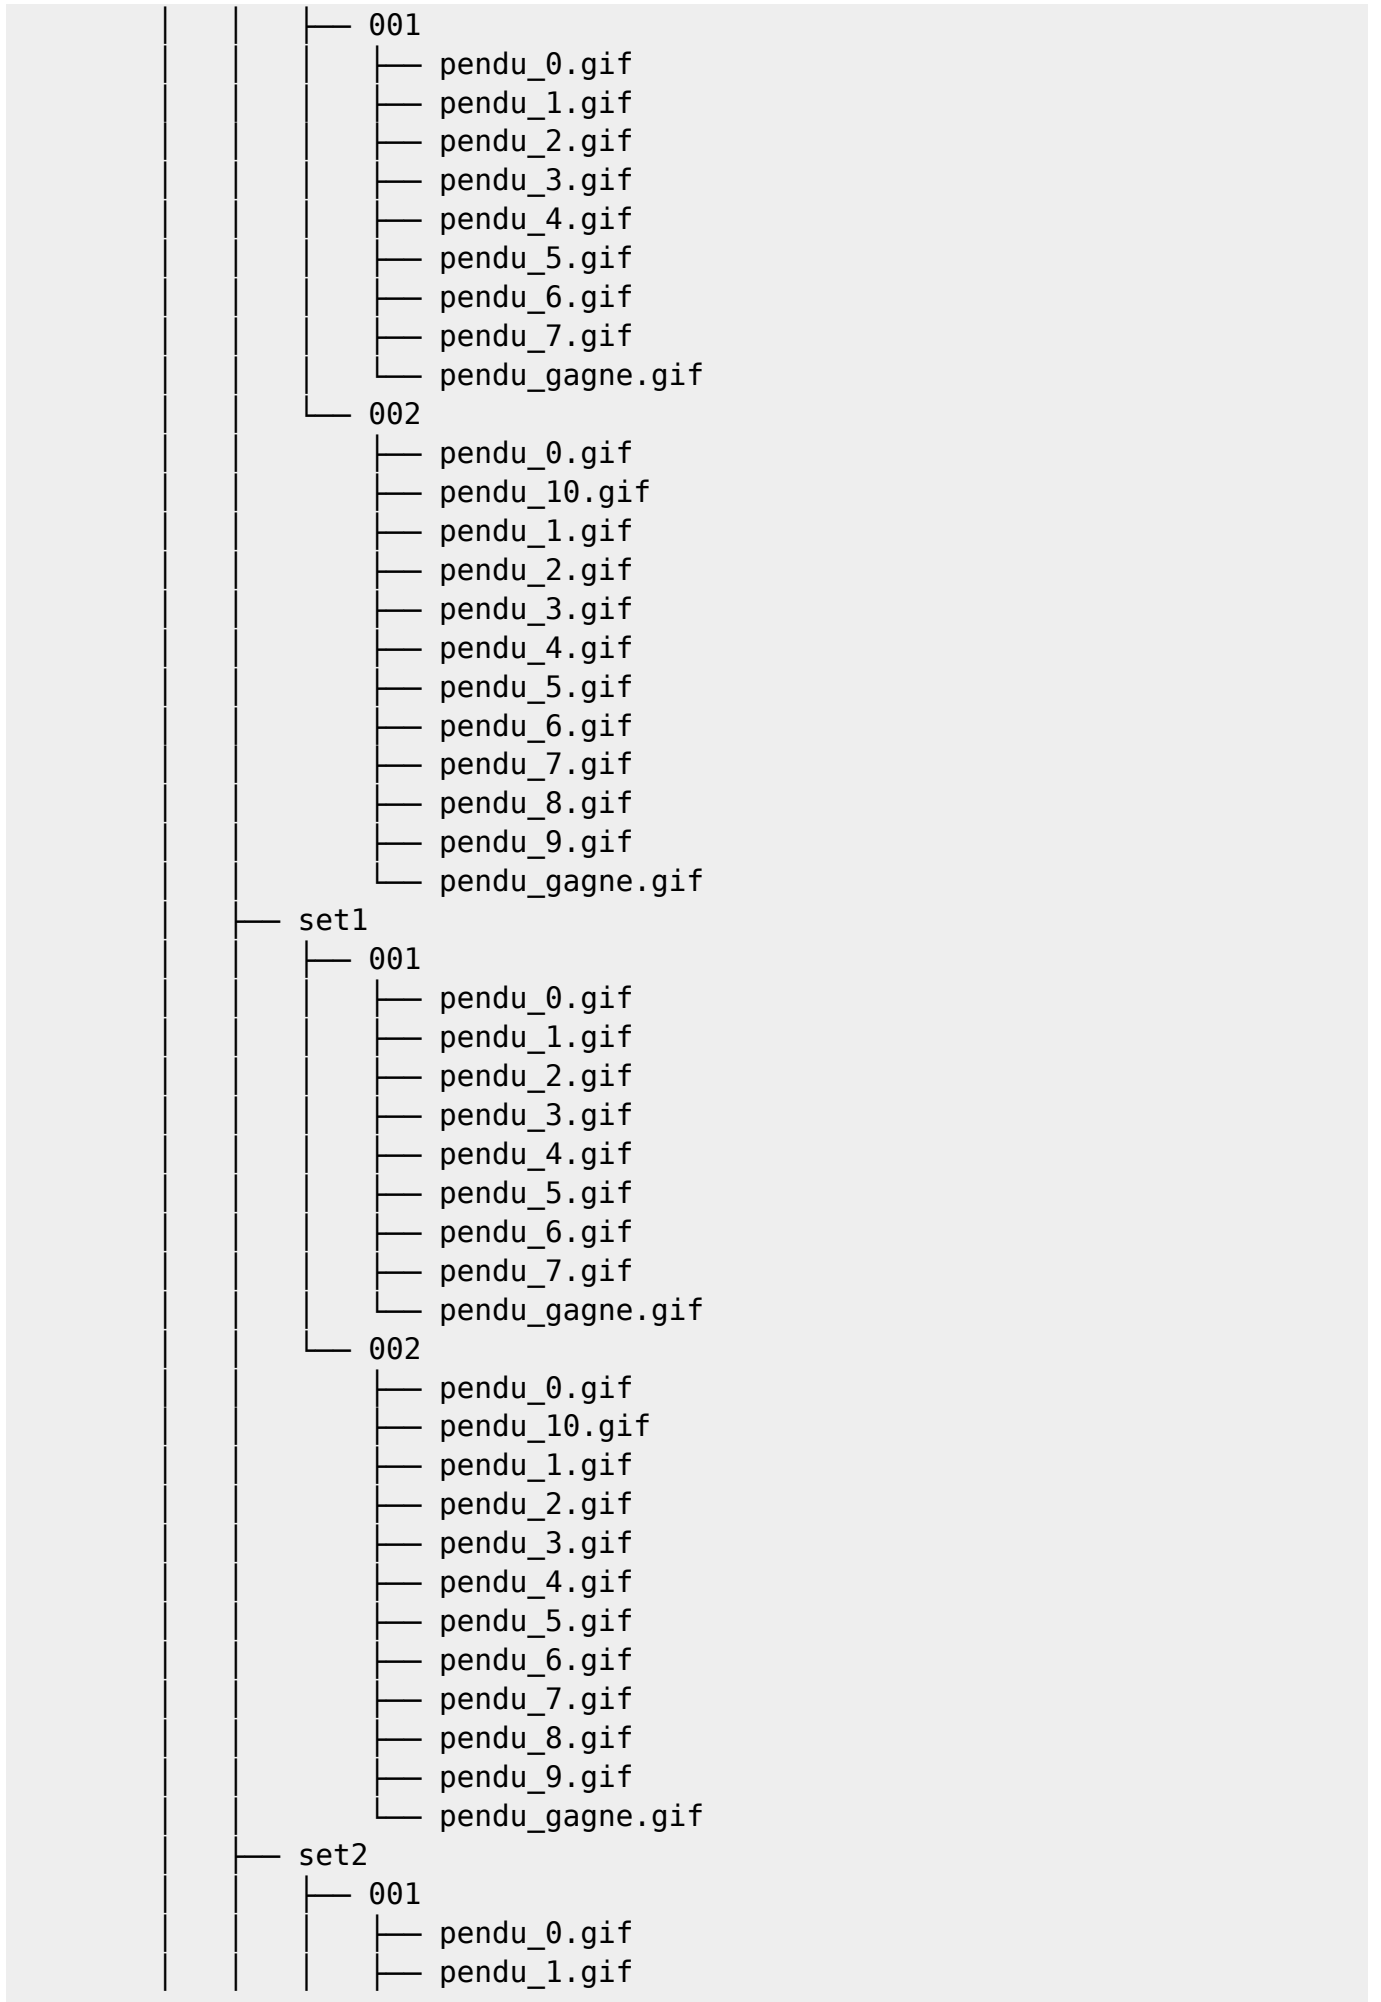 │   │   ├── 001
│   │   │   ├── pendu_0.gif
│   │   │   ├── pendu_1.gif
│   │   │   ├── pendu_2.gif
│   │   │   ├── pendu_3.gif
│   │   │   ├── pendu_4.gif
│   │   │   ├── pendu_5.gif
│   │   │   ├── pendu_6.gif
│   │   │   ├── pendu_7.gif
│   │   │   └── pendu_gagne.gif
│   │   └── 002
│   │       ├── pendu_0.gif
│   │       ├── pendu_10.gif
│   │       ├── pendu_1.gif
│   │       ├── pendu_2.gif
│   │       ├── pendu_3.gif
│   │       ├── pendu_4.gif
│   │       ├── pendu_5.gif
│   │       ├── pendu_6.gif
│   │       ├── pendu_7.gif
│   │       ├── pendu_8.gif
│   │       ├── pendu_9.gif
│   │       └── pendu_gagne.gif
│   ├── set1
│   │   ├── 001
│   │   │   ├── pendu_0.gif
│   │   │   ├── pendu_1.gif
│   │   │   ├── pendu_2.gif
│   │   │   ├── pendu_3.gif
│   │   │   ├── pendu_4.gif
│   │   │   ├── pendu_5.gif
│   │   │   ├── pendu_6.gif
│   │   │   ├── pendu_7.gif
│   │   │   └── pendu_gagne.gif
│   │   └── 002
│   │       ├── pendu_0.gif
│   │       ├── pendu_10.gif
│   │       ├── pendu_1.gif
│   │       ├── pendu_2.gif
│   │       ├── pendu_3.gif
│   │       ├── pendu_4.gif
│   │       ├── pendu_5.gif
│   │       ├── pendu_6.gif
│   │       ├── pendu_7.gif
│   │       ├── pendu_8.gif
│   │       ├── pendu_9.gif
│   │       └── pendu_gagne.gif
│   ├── set2
│   │   ├── 001
│   │   │   ├── pendu_0.gif
│   │   │   ├── pendu_1.gif